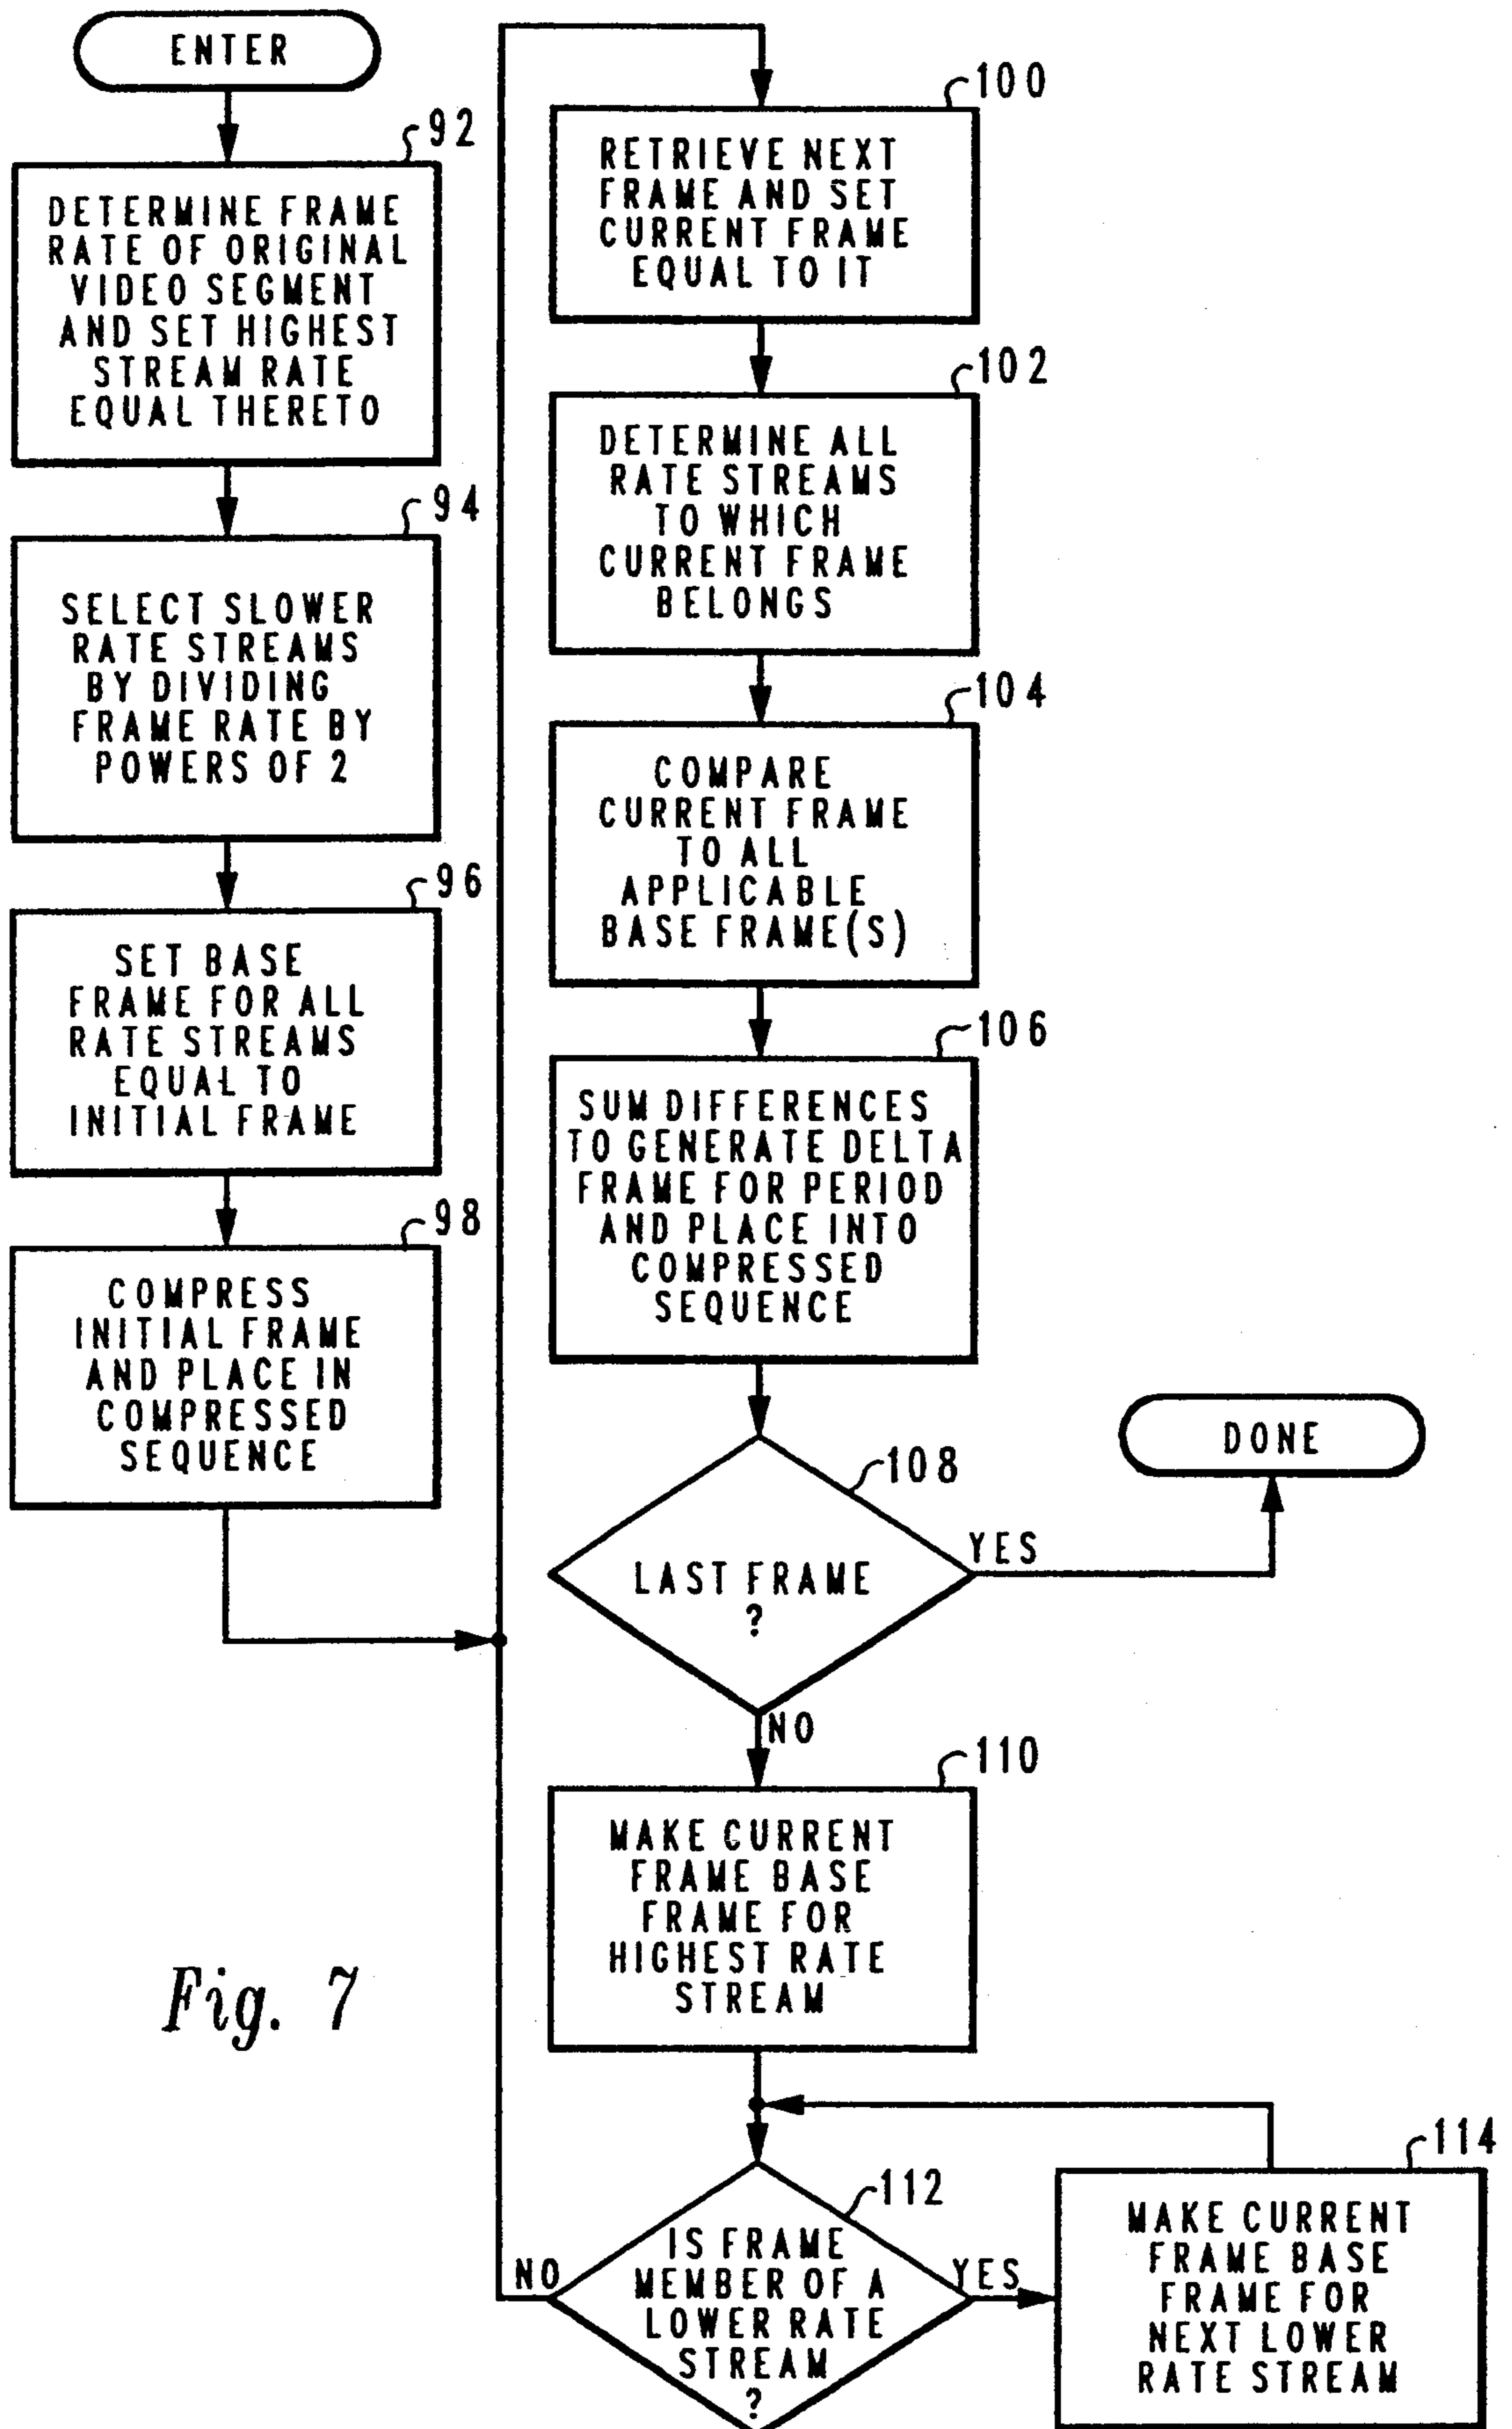 ENTER
92
DETERMINE FRAME
RATE OF ORIGINAL
VIDEO SEGMENT
AND SET HIGHEST
STREAM RATE
EQUAL THERETO
94
SELECT SLOWER
RATE STREAMS
BY DIVIDING
FRAME RATE BY
POWERS OF 2
96
SET BASE
FRAME FOR ALL
RATE STREAMS
EQUAL TO
INITIAL FRAME
98
COMPRESS
INITIAL FRAME
AND PLACE IN
COMPRESSED
SEQUENCE
100
RETRIEVE NEXT
FRAME AND SET
CURRENT FRAME
EQUAL TO IT
102
DETERMINE ALL
RATE STREAMS
TO WHICH
CURRENT FRAME
BELONGS
104
COMPARE
CURRENT FRAME
TO ALL
APPLICABLE
BASE FRAME(S)
106
SUM DIFFERENCES
TO GENERATE DELTA
FRAME FOR PERIOD
AND PLACE INTO
COMPRESSED
SEQUENCE
108
LAST FRAME
?
YES
DONE
NO
110
MAKE CURRENT
FRAME BASE
FRAME FOR
HIGHEST RATE
STREAM
112
IS FRAME
MEMBER OF A
LOWER RATE
STREAM
?
NO
YES
114
MAKE CURRENT
FRAME BASE
FRAME FOR
NEXT LOWER
RATE STREAM
Fig. 7